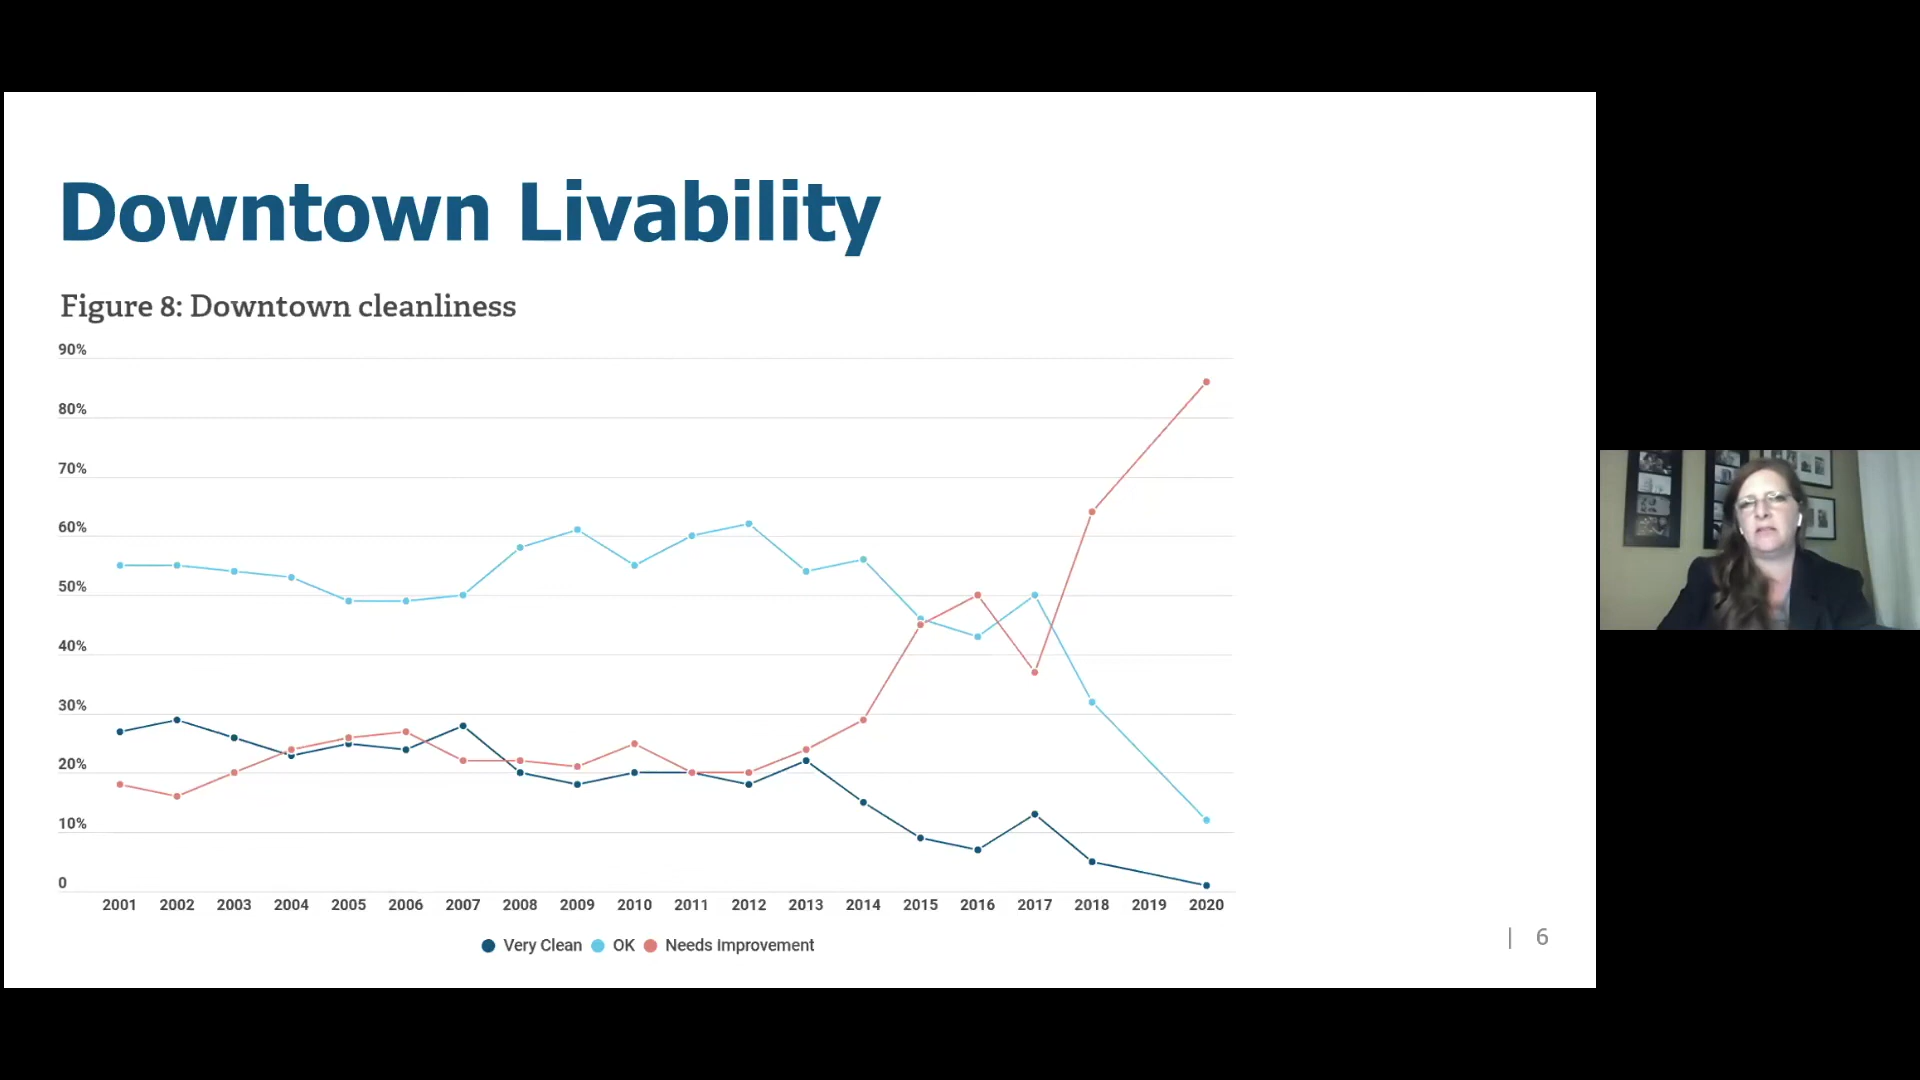 Downtown Livability
Figure 8: Downtown cleanliness
90%
80%
70%
60%
50%
40%
30%
20%
10%
0
2001 2002 2003 2004 2005 2006 2007 2008 2009 2010 2011 2012 2013 2014 2015 2016 2017 2018 2019 2020
Very Clean OK Needs Improvement
| 6